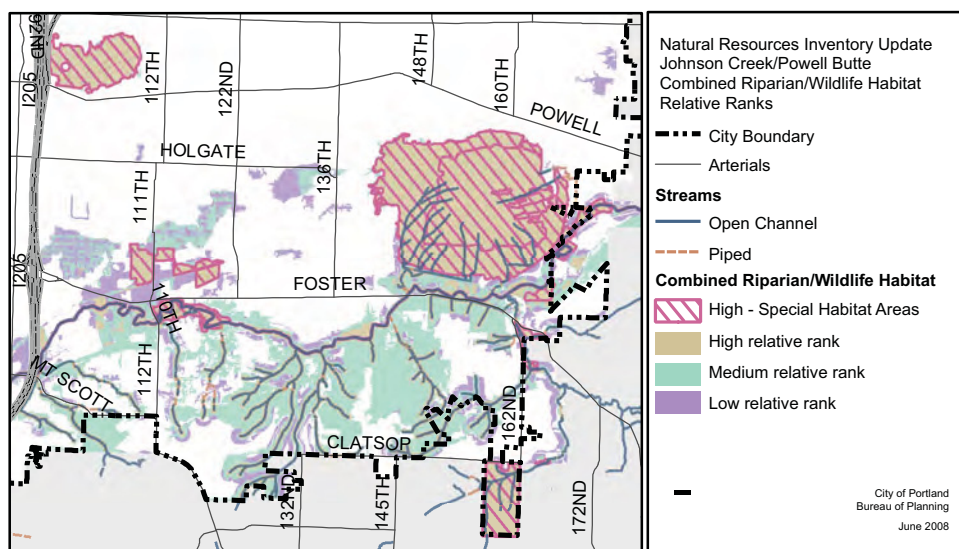 92ND
I205
112TH
122ND
148TH
160TH
POWELL
HOLGATE
136TH
111TH
I206
FOSTER
110TH
112TH
MT SCOTT
162ND
CLATSOP
132ND
145TH
172ND
Natural Resources Inventory Update
Johnson Creek/Powell Butte
Combined Riparian/Wildlife Habitat
Relative Ranks
City Boundary
Arterials
Streams
Open Channel
Piped
Combined Riparian/Wildlife Habitat
High - Special Habitat Areas
High relative rank
Medium relative rank
Low relative rank
City of Portland
Bureau of Planning
June 2008